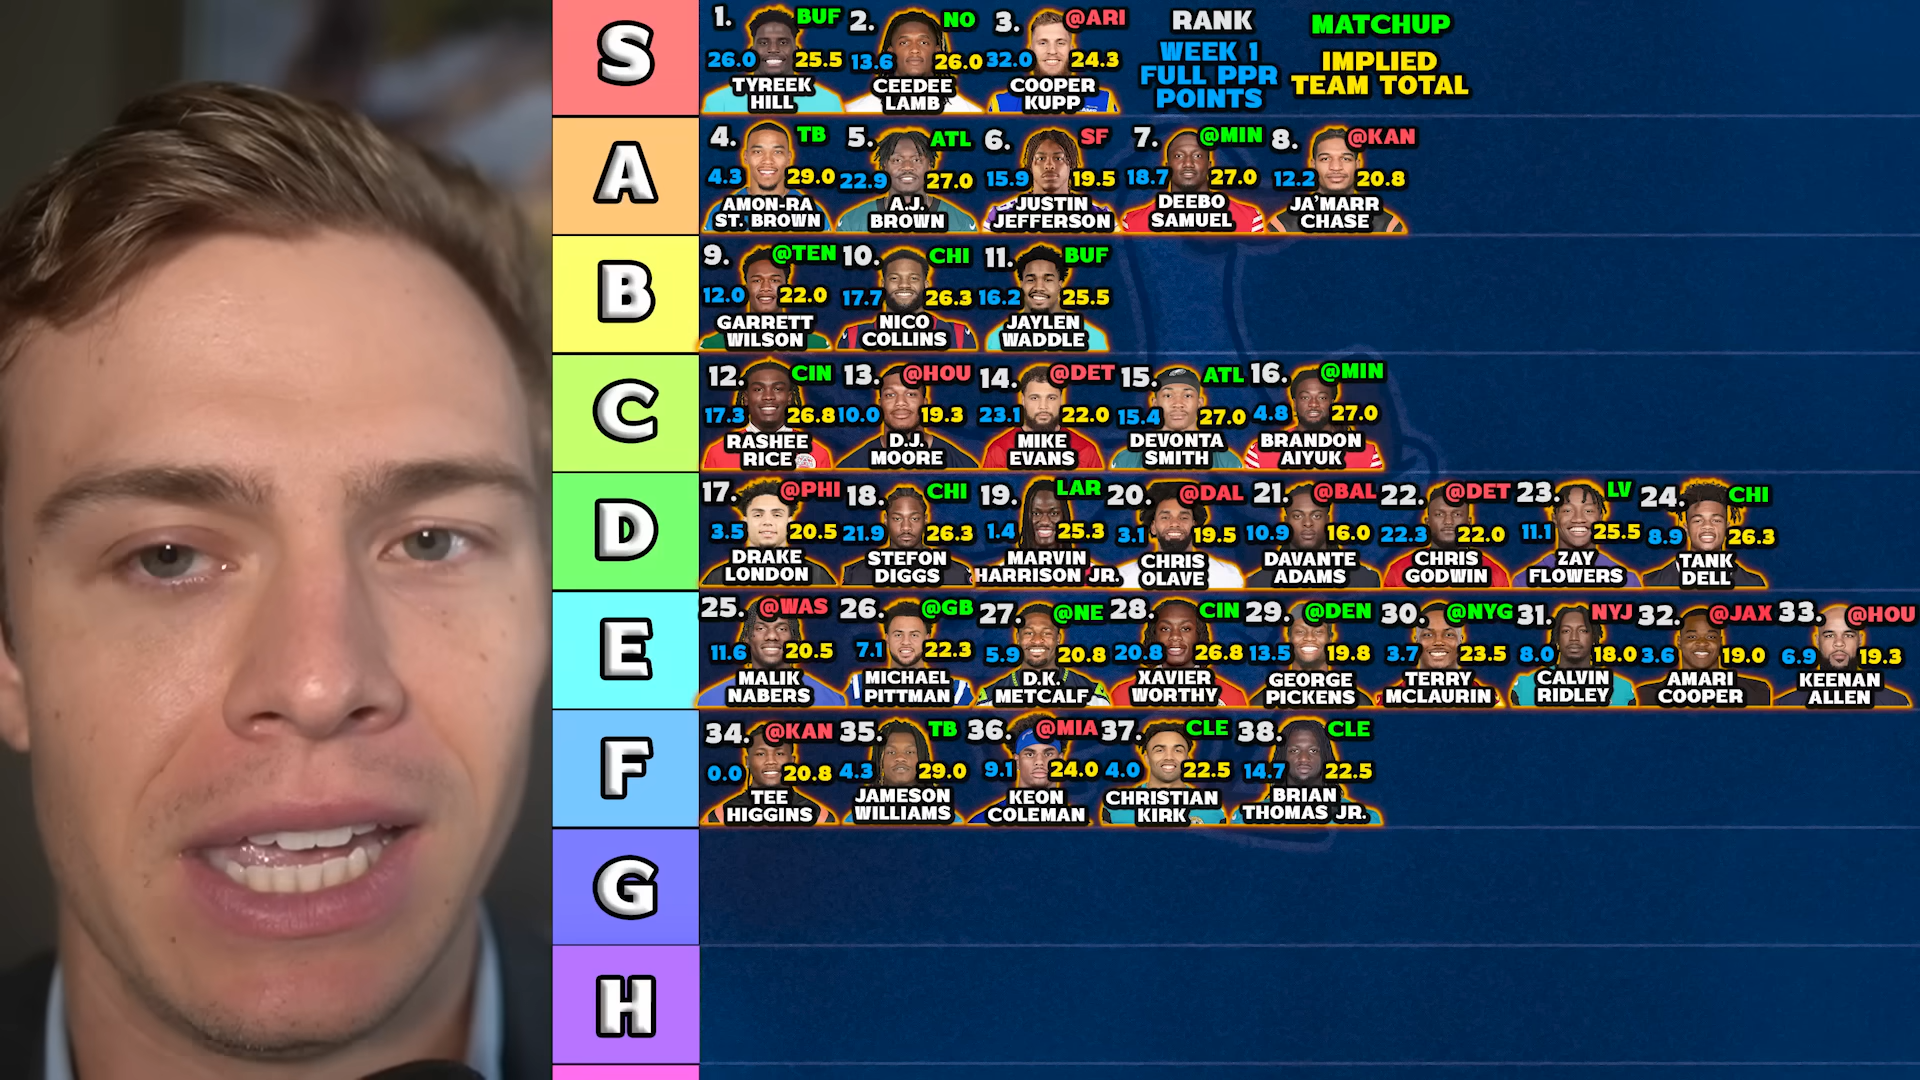 S
1. BUF
26.0 25.5
TYREEK
HILL
2. NO
13.6 26.0
CEEDEE
LAMB
3. @ARI
32.0 24.3
COOPER
KUPP
RANK
WEEK 1
FULL PPR
POINTS
MATCHUP
IMPLIED
TEAM TOTAL
A
4. TB
4.3 29.0
AMON-RA
ST. BROWN
5. ATL
22.9 27.0
A.J.
BROWN
6. SF
15.9 19.5
JUSTIN
JEFFERSON
7. @MIN
18.7 27.0
DEEBO
SAMUEL
8. @KAN
12.2 20.8
JA'MARR
CHASE
B
9. @TEN
12.0 22.0
GARRETT
WILSON
10. CHI
17.7 26.3
NICO
COLLINS
11. BUF
16.2 25.5
JAYLEN
WADDLE
C
12. CIN
17.3 26.8
RASHEE
RICE
13. @HOU
10.0 19.3
D.J.
MOORE
14. @DET
23.1 22.0
MIKE
EVANS
15. ATL
15.4 27.0
DEVONTA
SMITH
16. @MIN
4.8 27.0
BRANDON
AIYUK
D
17. @PHI
3.5 20.5
DRAKE
LONDON
18. CHI
21.9 26.3
STEFON
DIGGS
19. LAR
1.4 25.3
MARVIN
HARRISON JR.
20. @DAL
3.1 19.5
CHRIS
OLAVE
21. @BAL
10.9 16.0
DAVANTE
ADAMS
22. @DET
22.3 22.0
CHRIS
GODWIN
23. LV
11.1 25.5
ZAY
FLOWERS
24. CHI
8.9 26.3
TANK
DELL
E
25. @WAS
11.6 20.5
MALIK
NABERS
26. @GB
7.1 22.3
MICHAEL
PITTMAN
27. @NE
5.9 20.8
D.K.
METCALF
28. CIN
20.8 26.8
XAVIER
WORTHY
29. @DEN
13.5 19.8
GEORGE
PICKENS
30. @NYG
3.7 23.5
TERRY
MCLAURIN
31. NYJ
8.0 18.0
CALVIN
RIDLEY
32. @JAX
3.6 19.0
AMARI
COOPER
33. @HOU
6.9 19.3
KEENAN
ALLEN
F
34. @KAN
0.0 20.8
TEE
HIGGINS
35. TB
4.3 29.0
JAMESON
WILLIAMS
36. @MIA
9.1 24.0
KEON
COLEMAN
37. CLE
4.0 22.5
CHRISTIAN
KIRK
38. CLE
14.7 22.5
BRIAN
THOMAS JR.
G
H